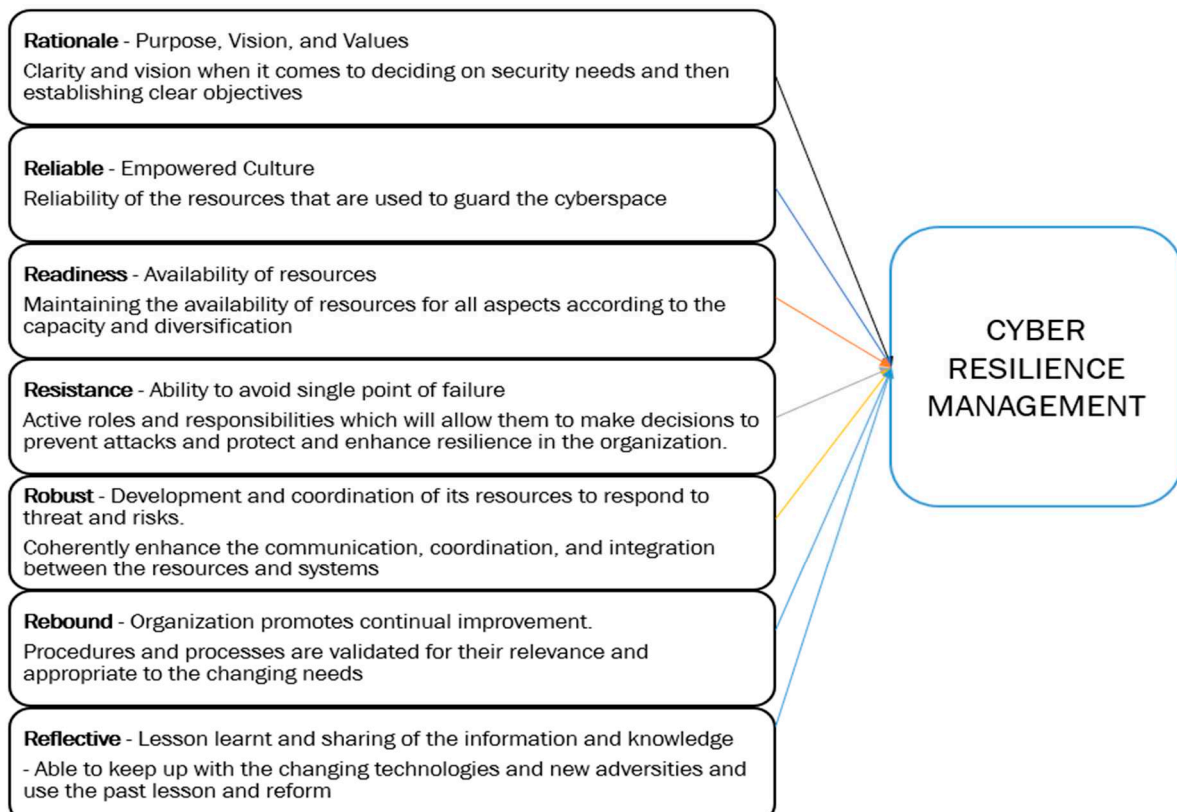 Rationale - Purpose, Vision, and Values
Clarity and vision when it comes to deciding on security needs and then
establishing clear objectives
Reliable - Empowered Culture
Reliability of the resources that are used to guard the cyberspace
Readiness - Availability of resources
Maintaining the availability of resources for all aspects according to the
capacity and diversification
Resistance - Ability to avoid single point of failure
Active roles and responsibilities which will allow them to make decisions to
prevent attacks and protect and enhance resilience in the organization.
Robust - Development and coordination of its resources to respond to
threat and risks.
Coherently enhance the communication, coordination, and integration
between the resources and systems
Rebound - Organization promotes continual improvement.
Procedures and processes are validated for their relevance and
appropriate to the changing needs
Reflective - Lesson learnt and sharing of the information and knowledge
- Able to keep up with the changing technologies and new adversities and
use the past lesson and reform
CYBER
RESILIENCE
MANAGEMENT